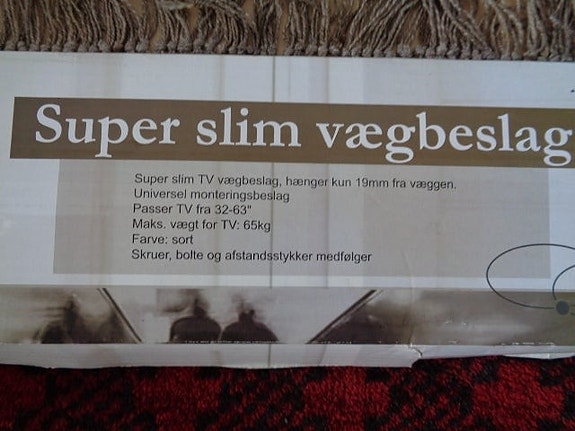 Super slim vægbeslag
Super slim TV vægbeslag, hænger kun 19mm fra væggen.
Universel monteringsbeslag
Passer TV fra 32-63"
Maks. vægt for TV: 65kg
Farve: sort
Skruer, bolte og afstandsstykker medfølger